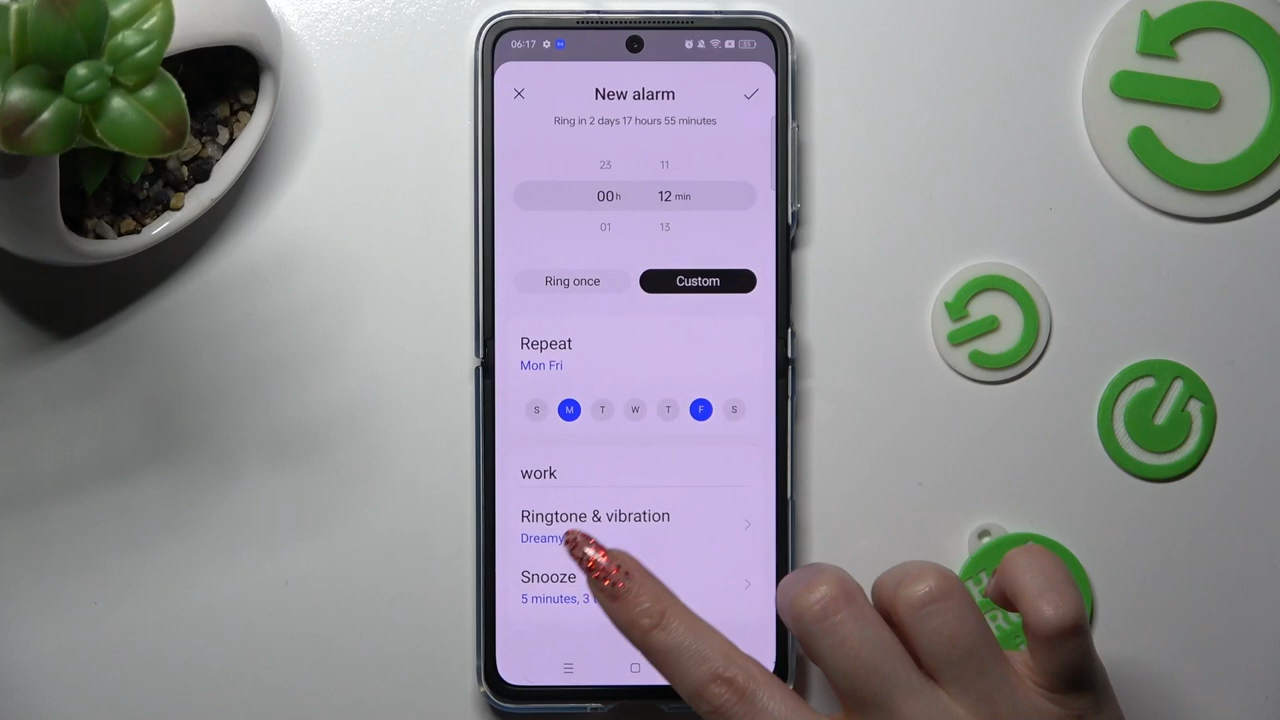 06:17
33
New alarm
Ring in 2 days 17 hours 55 minutes
23 11
00h 12 min
01 13
Ring once Custom
Repeat
Mon Fri
S M T W T F S
work
Ringtone & vibration
Dreamy
Snooze
5 minutes, 3